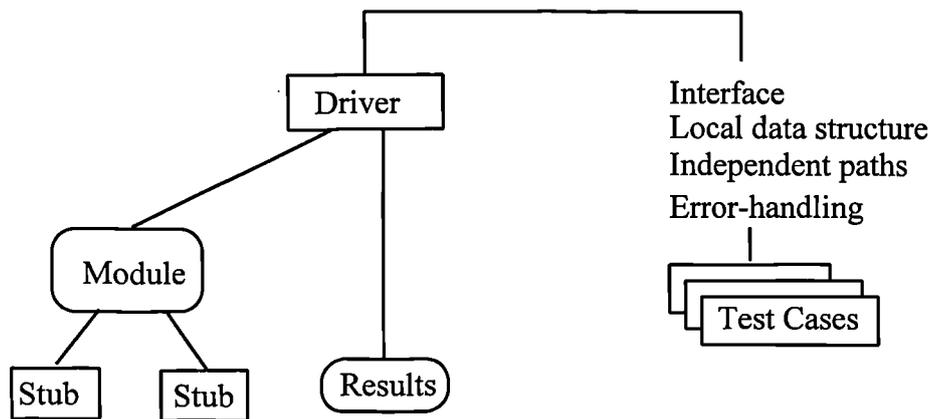 Driver
Interface
Local data structure
Independent paths
Error-handling
Module
Test Cases
Stub
Stub
Results